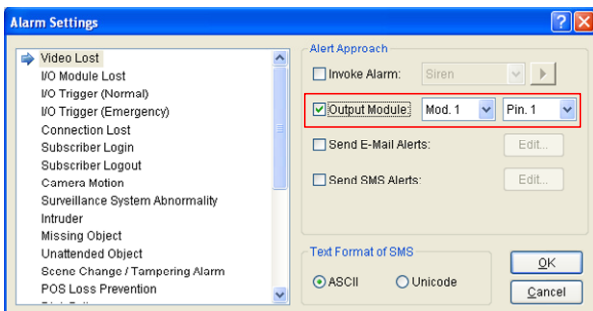 Alarm Settings
Video Lost
I/O Module Lost
I/O Trigger (Normal)
I/O Trigger (Emergency)
Connection Lost
Subscriber Login
Subscriber Logout
Camera Motion
Surveillance System Abnormality
Intruder
Missing Object
Unattended Object
Scene Change / Tampering Alarm
POS Loss Prevention
Alert Approach
Invoke Alarm: Siren
Output Module: Mod. 1 Pin. 1
Send E-Mail Alerts: Edit...
Send SMS Alerts: Edit...
Text Format of SMS
ASCII Unicode
OK
Cancel